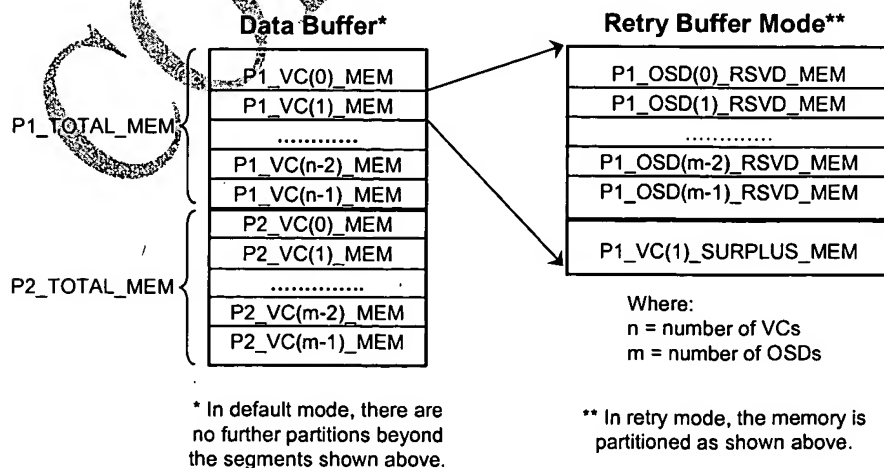 Data Buffer*
P1_VC(0)_MEM
P1_VC(1)_MEM
............
P1_VC(n-2)_MEM
P1_VC(n-1)_MEM
P2_VC(0)_MEM
P2_VC(1)_MEM
..............
P2_VC(m-2)_MEM
P2_VC(m-1)_MEM
P1_TOTAL_MEM
P2_TOTAL_MEM
* In default mode, there are
no further partitions beyond
the segments shown above.
Retry Buffer Mode**
P1_OSD(0)_RSVD_MEM
P1_OSD(1)_RSVD_MEM
.............
P1_OSD(m-2)_RSVD_MEM
P1_OSD(m-1)_RSVD_MEM
P1_VC(1)_SURPLUS_MEM
Where:
n = number of VCs
m = number of OSDs
** In retry mode, the memory is
partitioned as shown above.